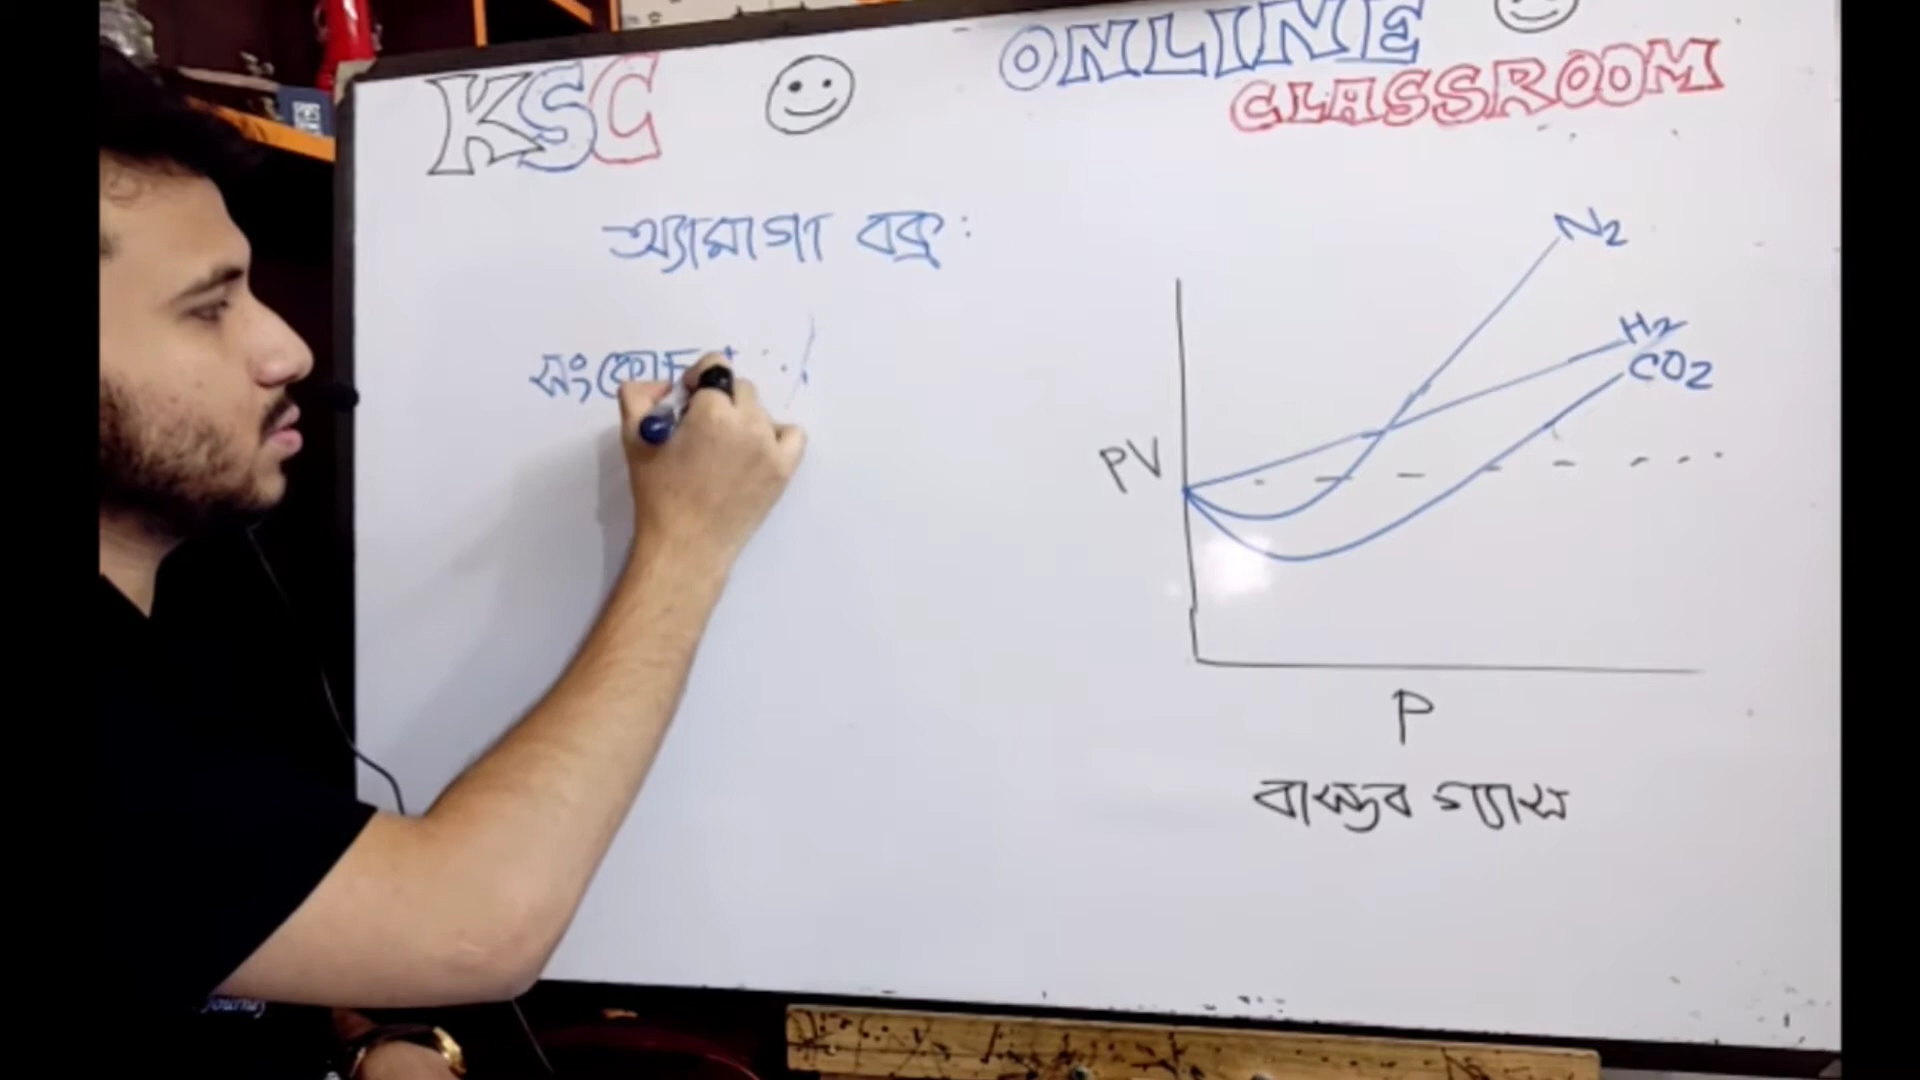 KSC
ONLINE
CLASSROOM
অ্যামাগা বক্র:
N2
H2
CO2
PV
P
বাস্তব গ্যাস